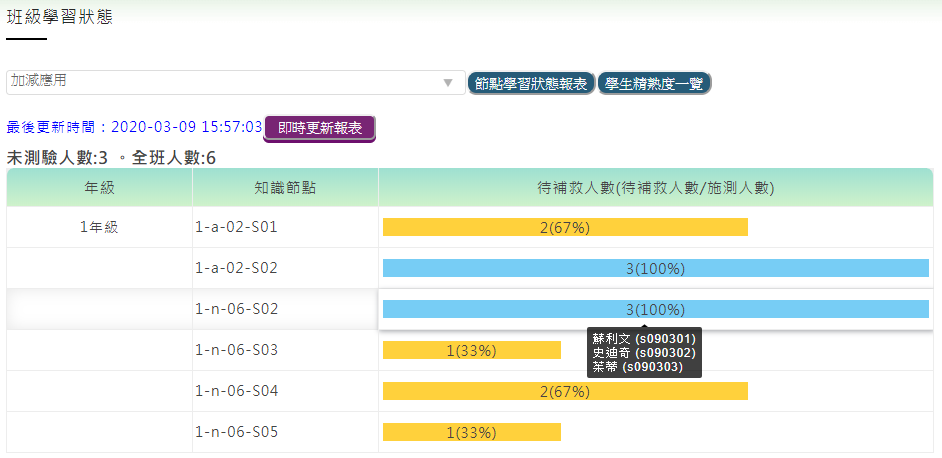 班級學習狀態
加減應用
節點學習狀態報表 學生精熟度一覽
最後更新時間：2020-03-09 15:57:03 即時更新報表
未測驗人數:3 。全班人數:6
年級 知識節點 待補救人數(待補救人數/施測人數)
1年級 1-a-02-S01 2(67%)
1-a-02-S02 3(100%)
1-n-06-S02 3(100%)
蘇利文 (s090301)
史迪奇 (s090302)
茱蒂 (s090303)
1-n-06-S03 1(33%)
1-n-06-S04 2(67%)
1-n-06-S05 1(33%)